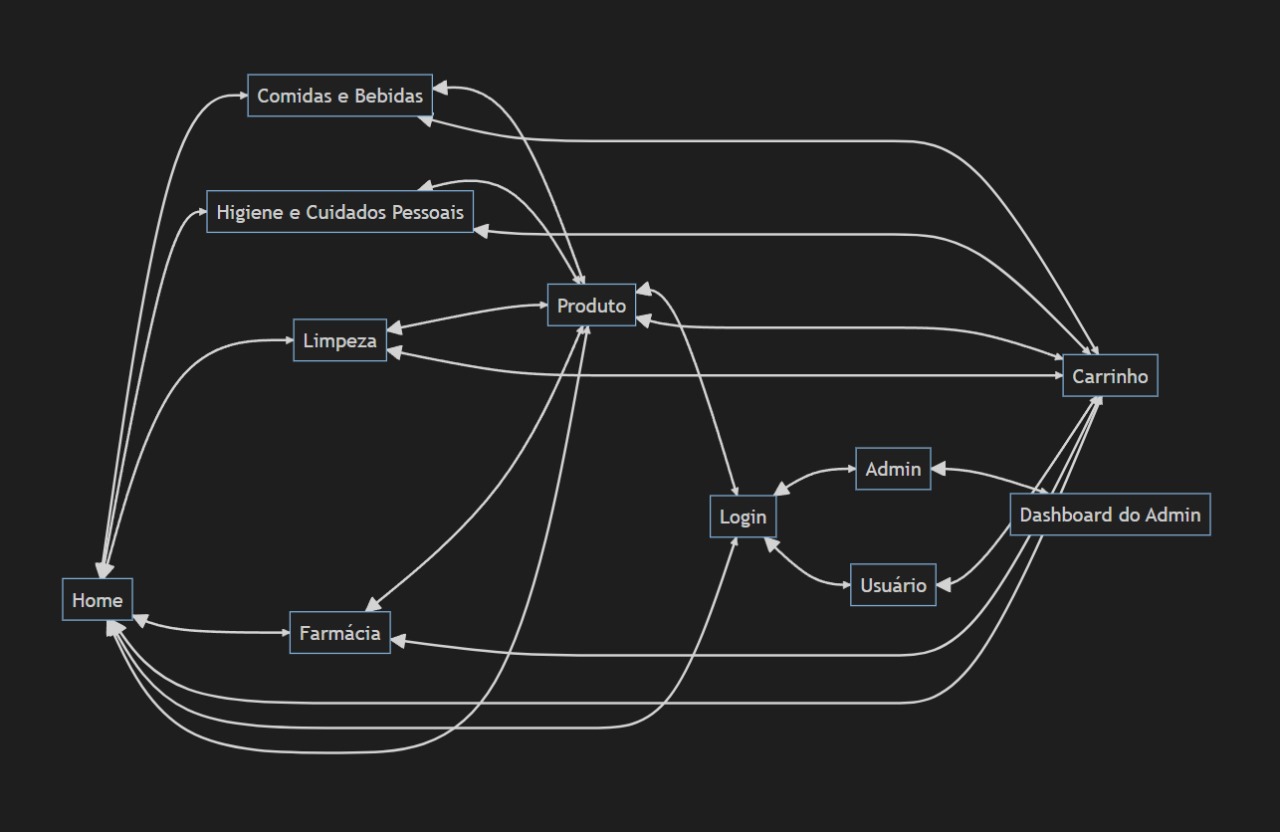 Comidas e Bebidas
Higiene e Cuidados Pessoais
Produto
Limpeza
Carrinho
Admin
Login
Dashboard do Admin
Usuário
Home
Farmácia